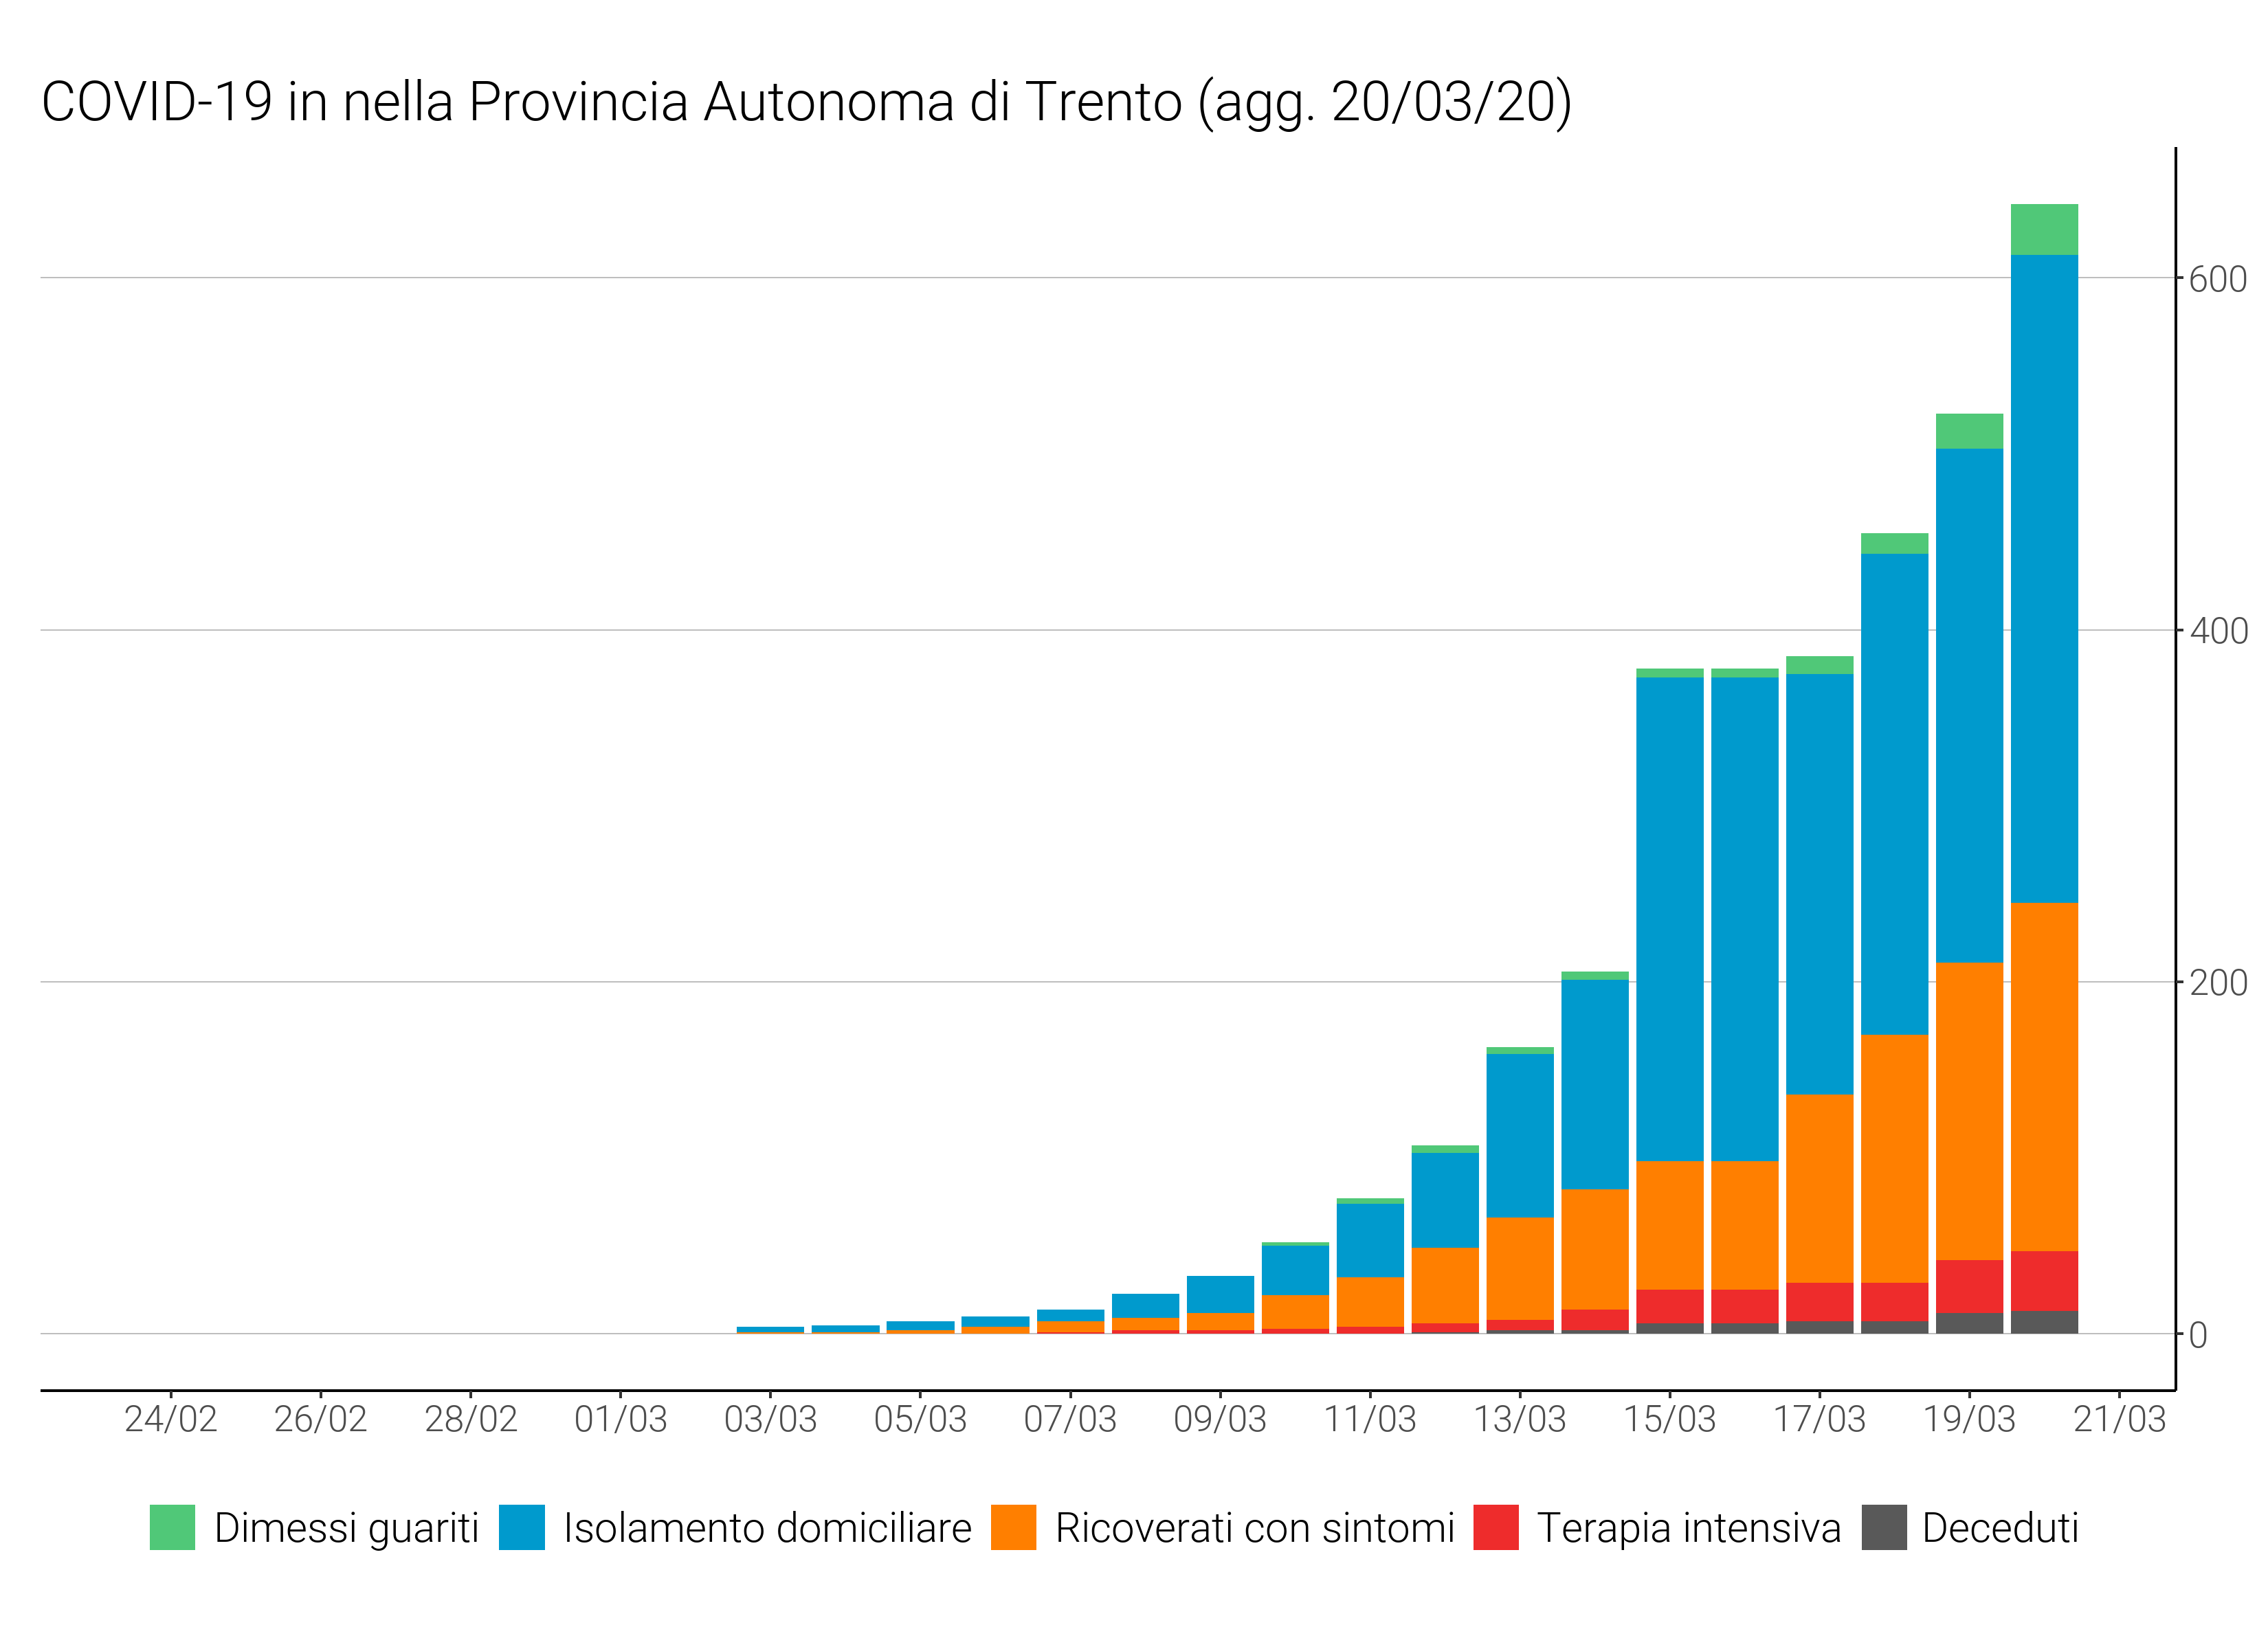 COVID-19 in nella Provincia Autonoma di Trento (agg. 20/03/20)
600
400
200
0
24/02 26/02 28/02 01/03 03/03 05/03 07/03 09/03 11/03 13/03 15/03 17/03 19/03 21/03
Dimessi guariti Isolamento domiciliare Ricoverati con sintomi Terapia intensiva Deceduti